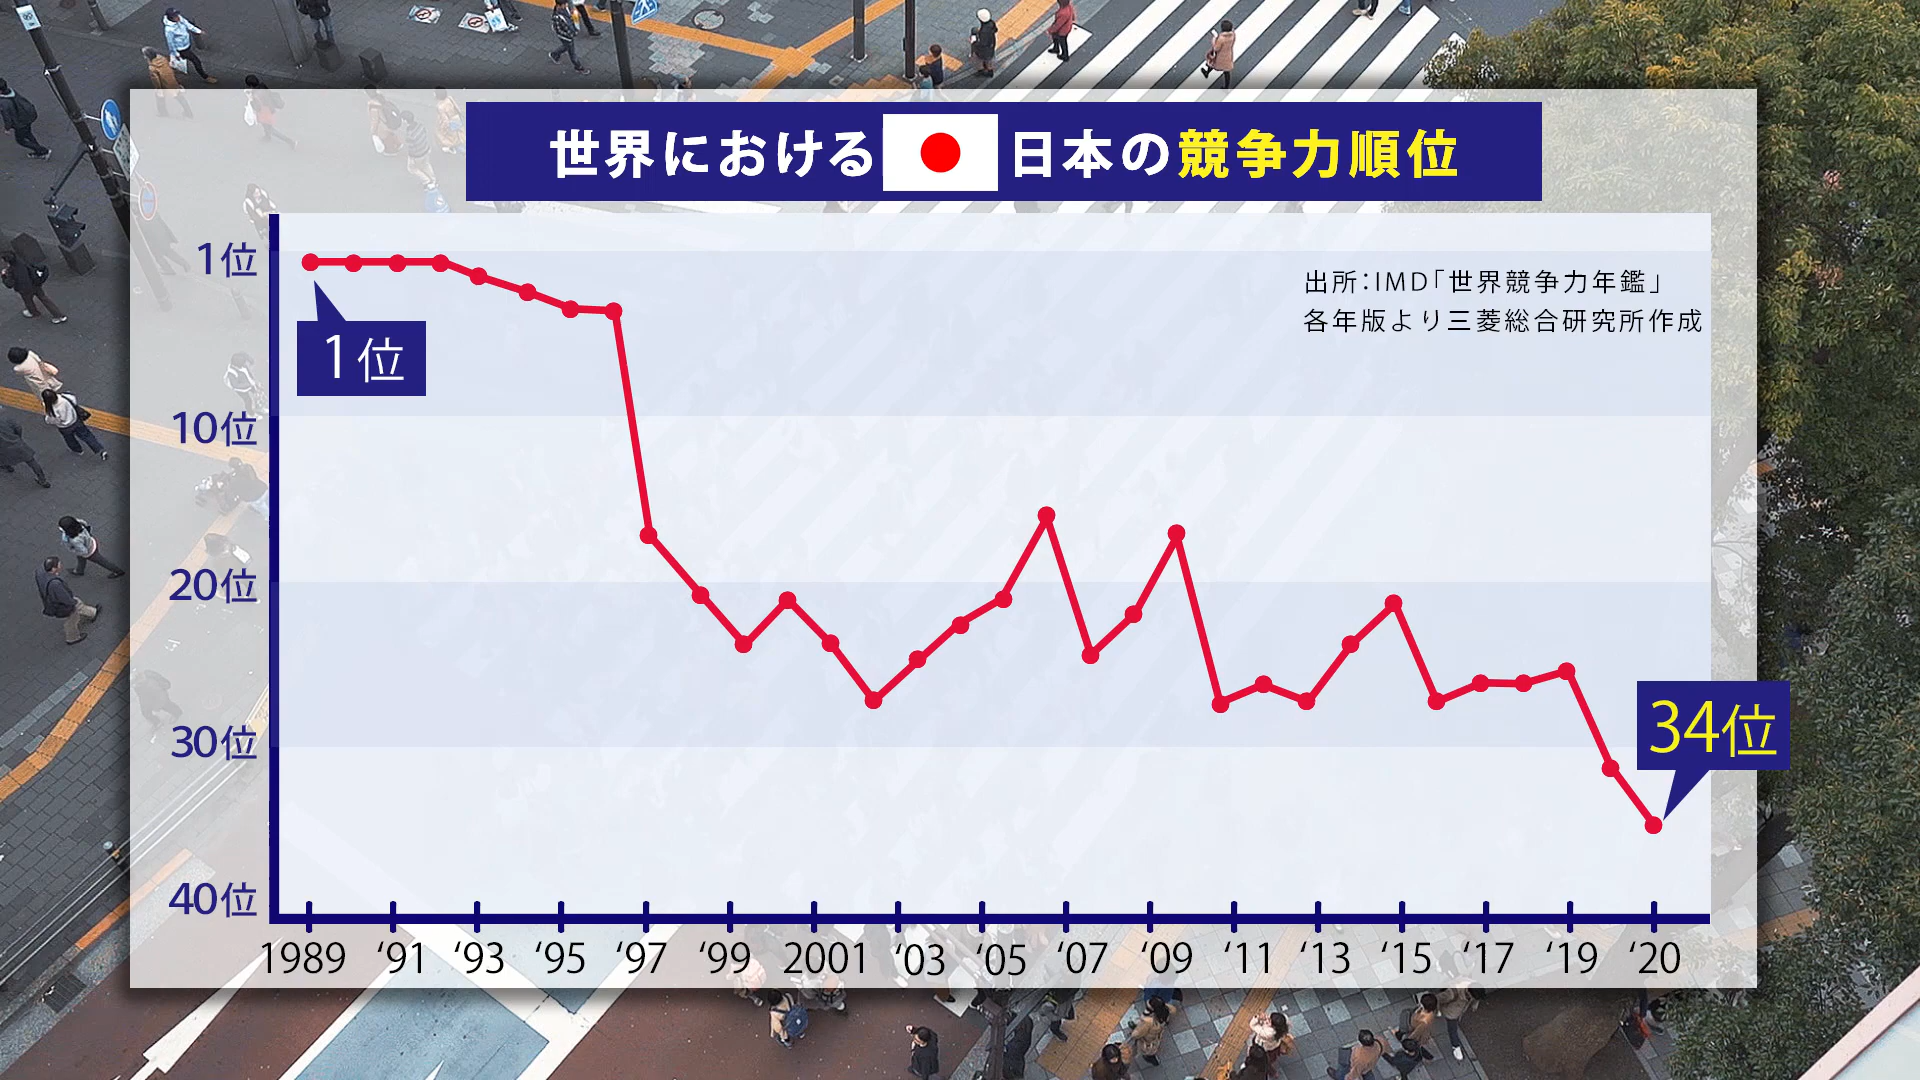 世界における日本の競争力順位
出所：IMD「世界競争力年鑑」
各年版より三菱総合研究所作成
1位
10位
20位
30位
40位
1位
34位
1989 ‘91 ‘93 ‘95 ‘97 ‘99 2001 ‘03 ‘05 ‘07 ‘09 ‘11 ‘13 ‘15 ‘17 ‘19 ‘20